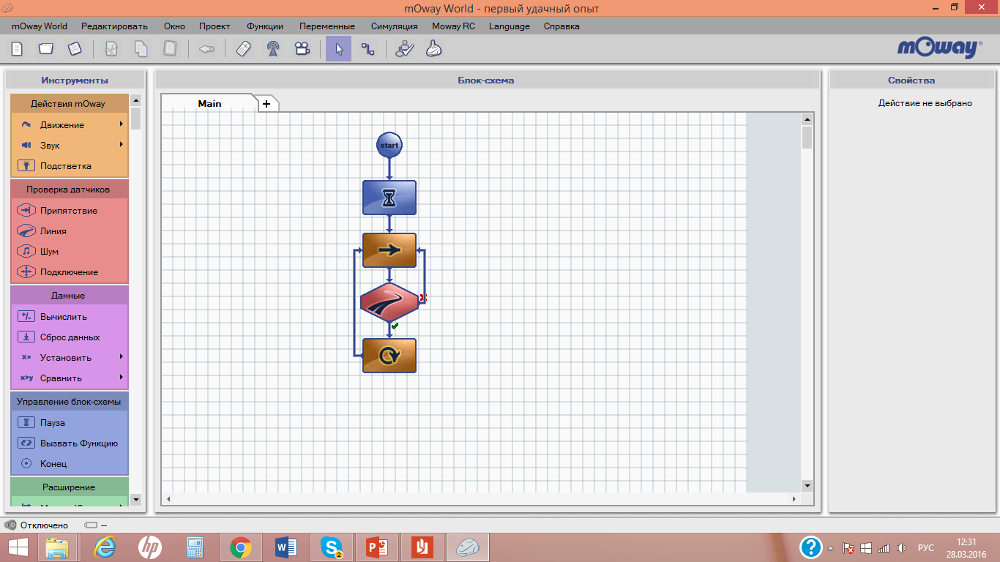 mOway World - первый удачный опыт
mOway World Редактировать Окно Проект Функции Переменные Симуляция Moway RC Language Справка
mOway
Инструменты
Действия mOway
Движение
Звук
Подстветка
Проверка датчиков
Припятствие
Линия
Шум
Подключение
Данные
Вычислить
Сброс данных
Установить
Сравнить
Управление блок-схемы
Пауза
Вызвать Функцию
Конец
Расширение
Блок-схема
Main +
start
Свойства
Действие не выбрано
Отключено --
РУС
12:31
28.03.2016